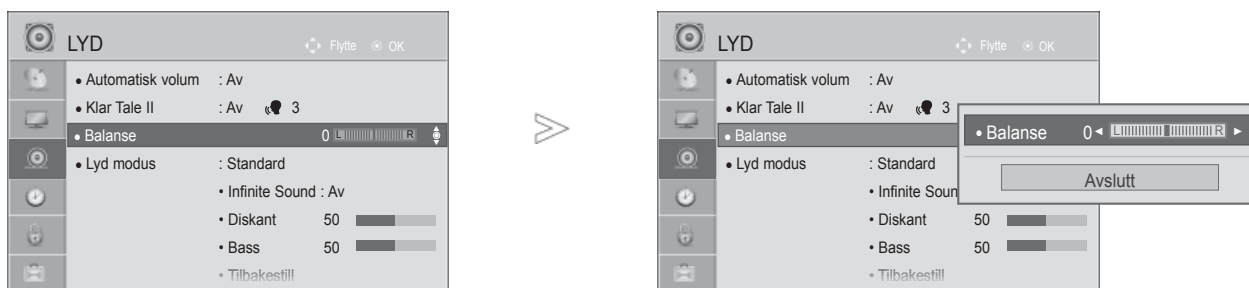 LYD
Flytte OK
• Automatisk volum : Av
• Klar Tale II : Av 3
• Balanse 0 L R
• Lyd modus : Standard
• Infinite Sound : Av
• Diskant 50
• Bass 50
• Tilbakestill
>
LYD
Flytte OK
• Automatisk volum : Av
• Klar Tale II : Av 3
• Balanse
• Lyd modus : Standard
• Infinite Soun
• Diskant 50
• Bass 50
• Tilbakestill
• Balanse 0 ◄ L R ►
Avslutt